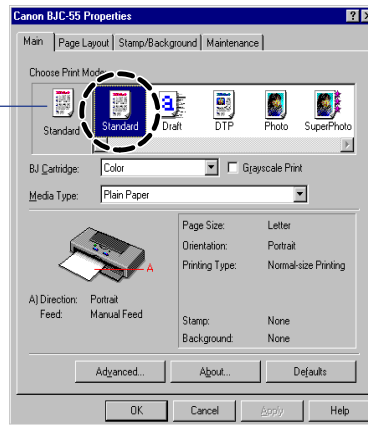 Canon BJC-55 Properties
Main Page Layout Stamp/Background Maintenance
Choose Print Mode:
Standard Standard Draft DTP Photo SuperPhoto
BJ Cartridge: Color Grayscale Print
Media Type: Plain Paper
A
Page Size: Letter
Orientation: Portrait
Printing Type: Normal-size Printing
A) Direction: Portrait
Feed: Manual Feed
Stamp: None
Background: None
Advanced... About... Defaults
OK Cancel Apply Help